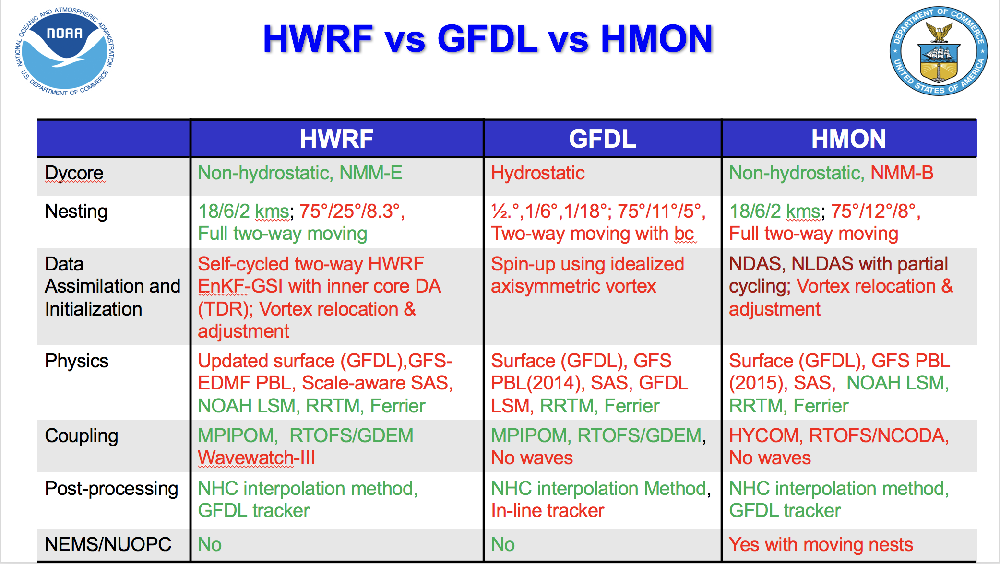 NATIONAL OCEANIC AND ATMOSPHERIC ADMINISTRATION
NOAA
U.S. DEPARTMENT OF COMMERCE
HWRF vs GFDL vs HMON
DEPARTMENT OF COMMERCE
UNITED STATES OF AMERICA
HWRF
GFDL
HMON
Dycore
Non-hydrostatic, NMM-E
Hydrostatic
Non-hydrostatic, NMM-B
Nesting
18/6/2 kms; 75°/25°/8.3°,
Full two-way moving
½.°,1/6°,1/18°; 75°/11°/5°,
Two-way moving with bc
18/6/2 kms; 75°/12°/8°,
Full two-way moving
Data
Assimilation and
Initialization
Self-cycled two-way HWRF
EnKF-GSI with inner core DA
(TDR); Vortex relocation &
adjustment
Spin-up using idealized
axisymmetric vortex
NDAS, NLDAS with partial
cycling; Vortex relocation &
adjustment
Physics
Updated surface (GFDL),GFS-
EDMF PBL, Scale-aware SAS,
NOAH LSM, RRTM, Ferrier
Surface (GFDL), GFS
PBL(2014), SAS, GFDL
LSM, RRTM, Ferrier
Surface (GFDL), GFS PBL
(2015), SAS, NOAH LSM,
RRTM, Ferrier
Coupling
MPIPOM, RTOFS/GDEM
Wavewatch-III
MPIPOM, RTOFS/GDEM,
No waves
HYCOM, RTOFS/NCODA,
No waves
Post-processing
NHC interpolation method,
GFDL tracker
NHC interpolation Method,
In-line tracker
NHC interpolation method,
GFDL tracker
NEMS/NUOPC
No
No
Yes with moving nests